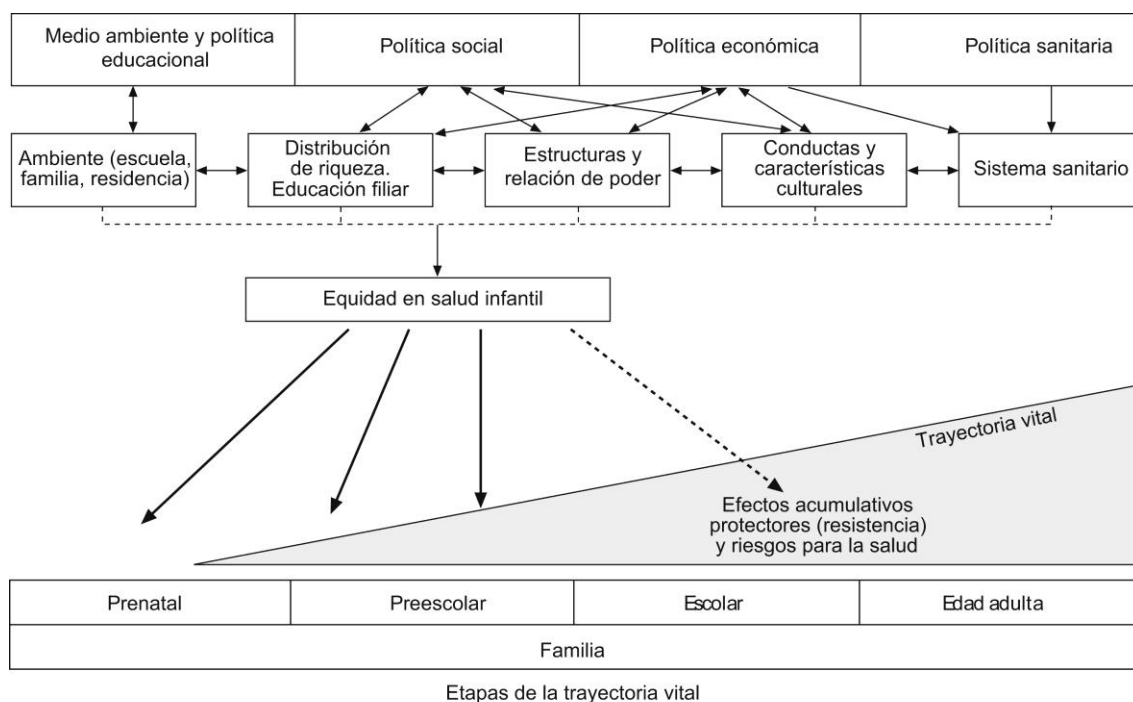 Medio ambiente y política
educacional
Política social
Política económica
Política sanitaria
Ambiente (escuela,
familia, residencia)
Distribución
de riqueza.
Educación filiar
Estructuras y
relación de poder
Conductas y
características
culturales
Sistema sanitario
Equidad en salud infantil
Trayectoria vital
Efectos acumulativos
protectores (resistencia)
y riesgos para la salud
Prenatal
Preescolar
Escolar
Edad adulta
Familia
Etapas de la trayectoria vital